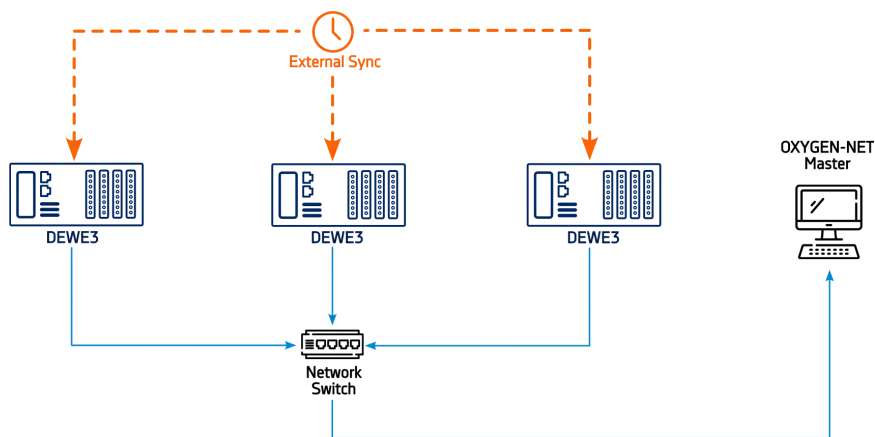 External Sync
OXYGEN-NET
Master
DEWE3
DEWE3
DEWE3
Network
Switch